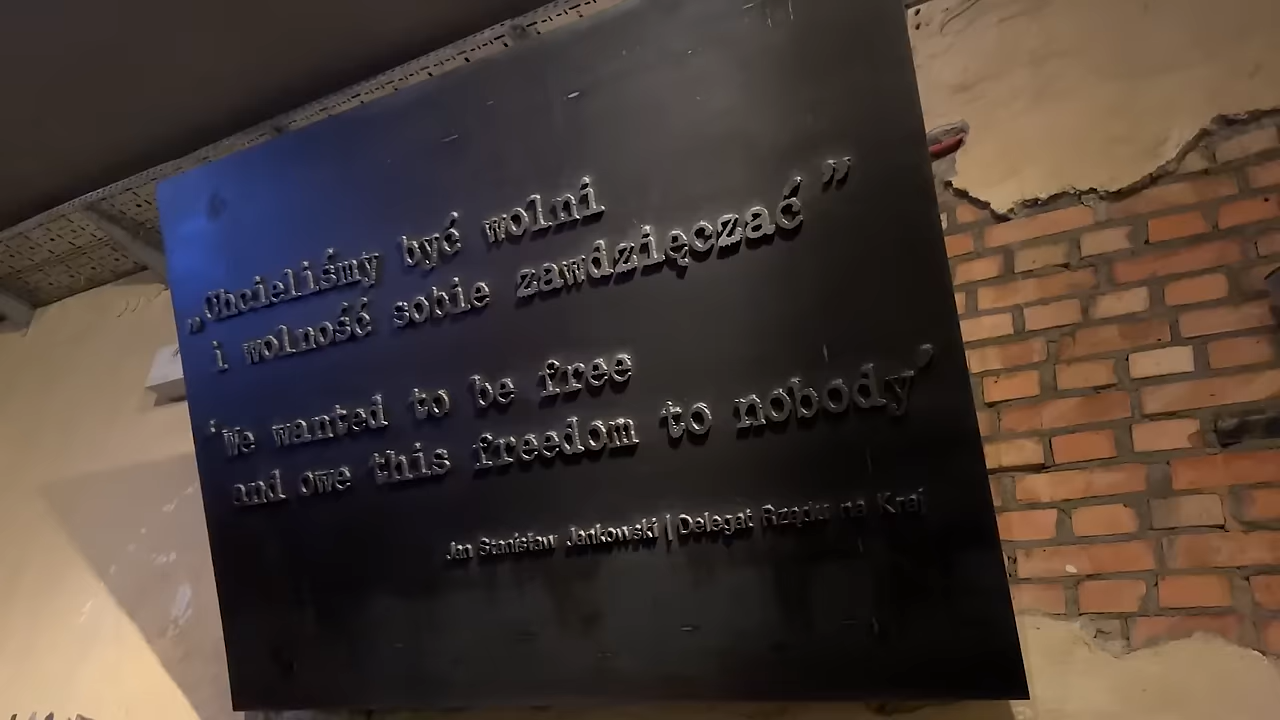 „Chcieliśmy być wolni
i wolność sobie zawdzięczać”
‘We wanted to be free
and owe this freedom to nobody’
Jan Stanisław Jankowski | Delegat Rządu na Kraj